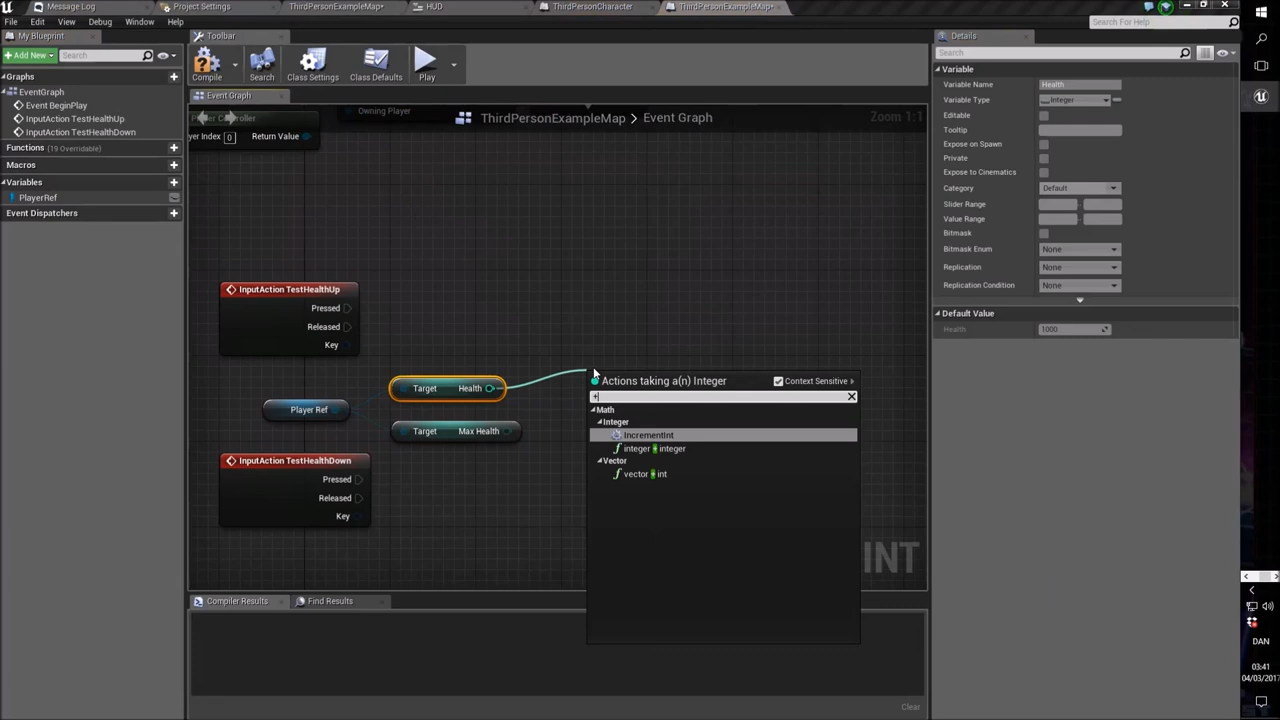 Message Log
Project Settings
ThirdPersonExampleMap*
HUD
ThirdPersonCharacter
ThirdPersonExampleMap*
File
Edit
View
Debug
Window
Help
Search For Help
My Blueprint
Toolbar
Details
Add New
Search
Compile
Search
Class Settings
Class Defaults
Play
Search
Graphs
EventGraph
Event BeginPlay
InputAction TestHealthUp
InputAction TestHealthDown
Functions (19 Overridable)
Macros
Variables
PlayerRef
Event Dispatchers
Event Graph
Owning Player
Player Controller
ThirdPersonExampleMap > Event Graph
Zoom 1:1
ayer Index 0
Return Value
InputAction TestHealthUp
Pressed
Released
Key
Target
Health
Player Ref
Target
Max Health
InputAction TestHealthDown
Pressed
Released
Key
Actions taking a(n) Integer
Context Sensitive
+
Math
Integer
IncrementInt
integer + integer
Vector
vector + int
INT
Variable
Variable Name
Health
Variable Type
Integer
Editable
Tooltip
Expose on Spawn
Private
Expose to Cinematics
Category
Default
Slider Range
Value Range
Bitmask
Bitmask Enum
None
Replication
None
Replication Condition
None
Default Value
Health
1000
Compiler Results
Find Results
Clear
DAN
03:41
04/03/2017